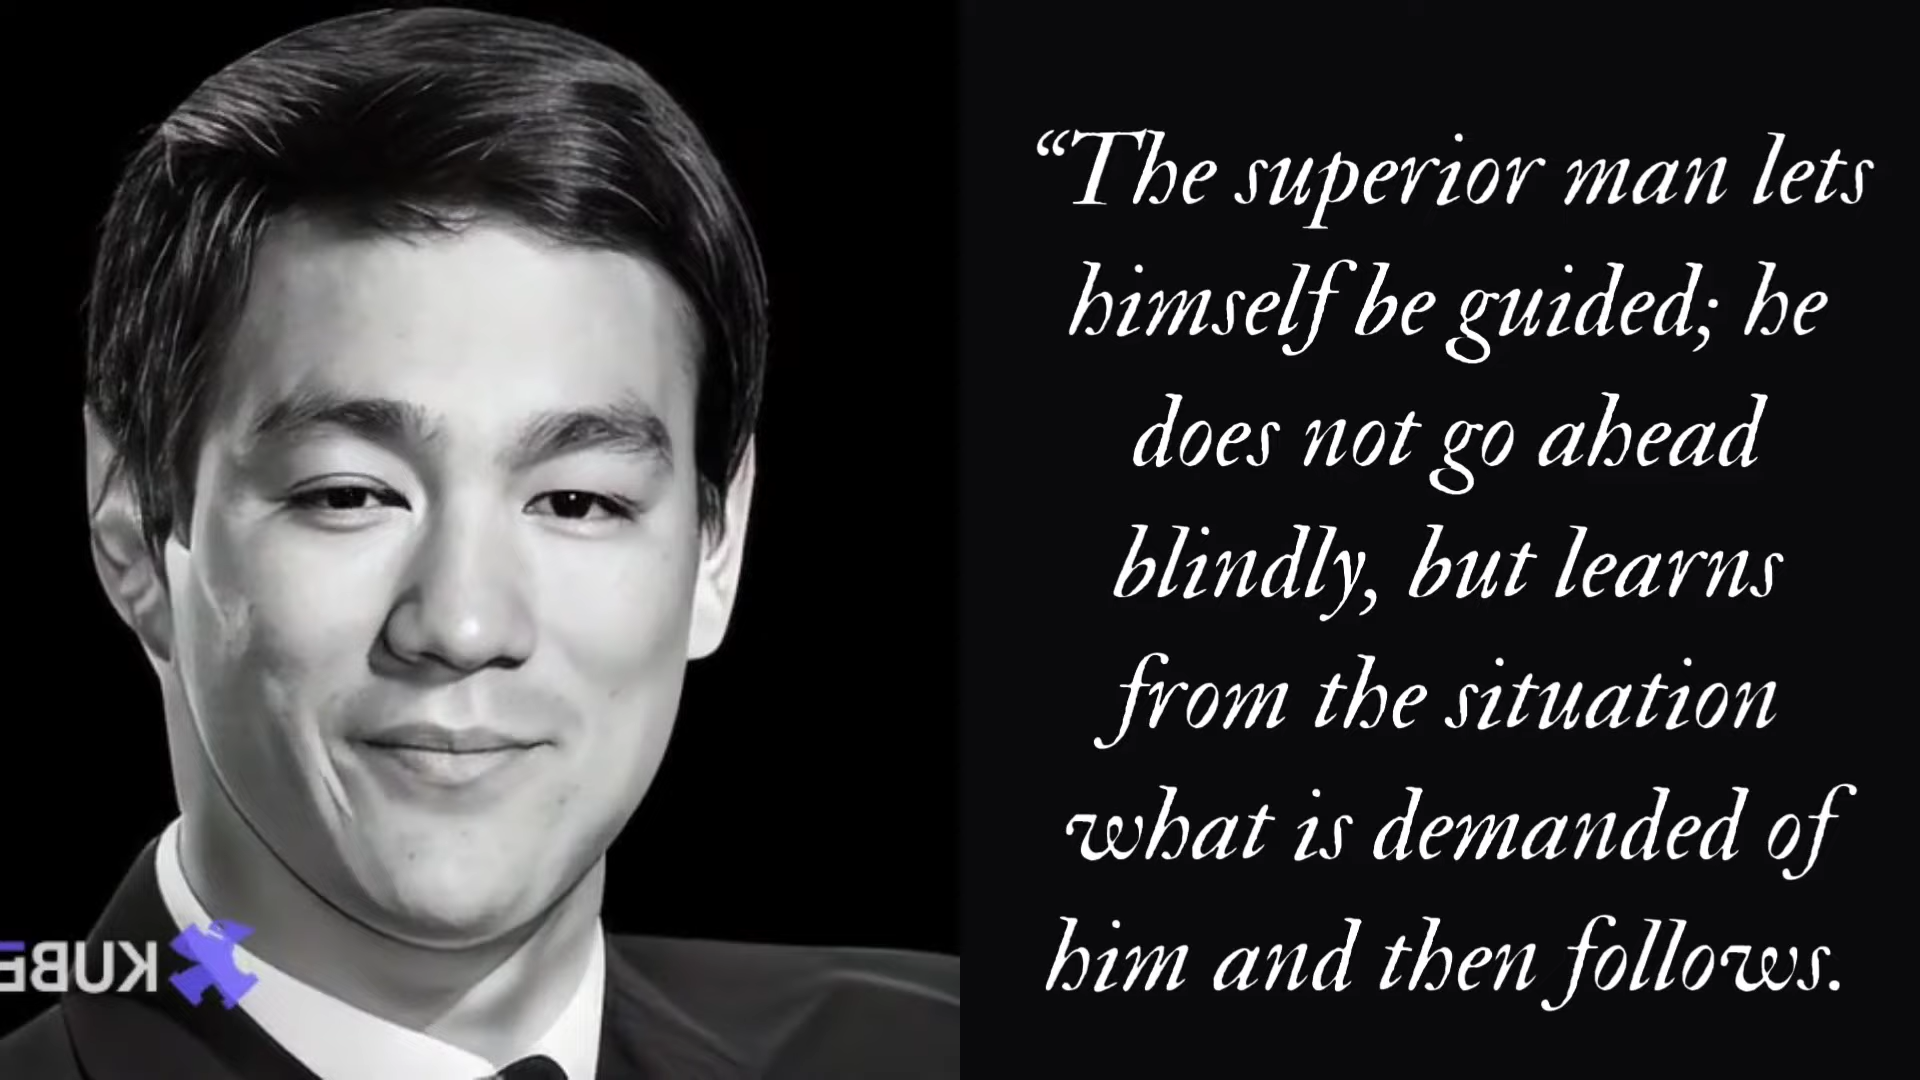 “The superior man lets
himself be guided; he
does not go ahead
blindly, but learns
from the situation
what is demanded of
him and then follows.
KUBE